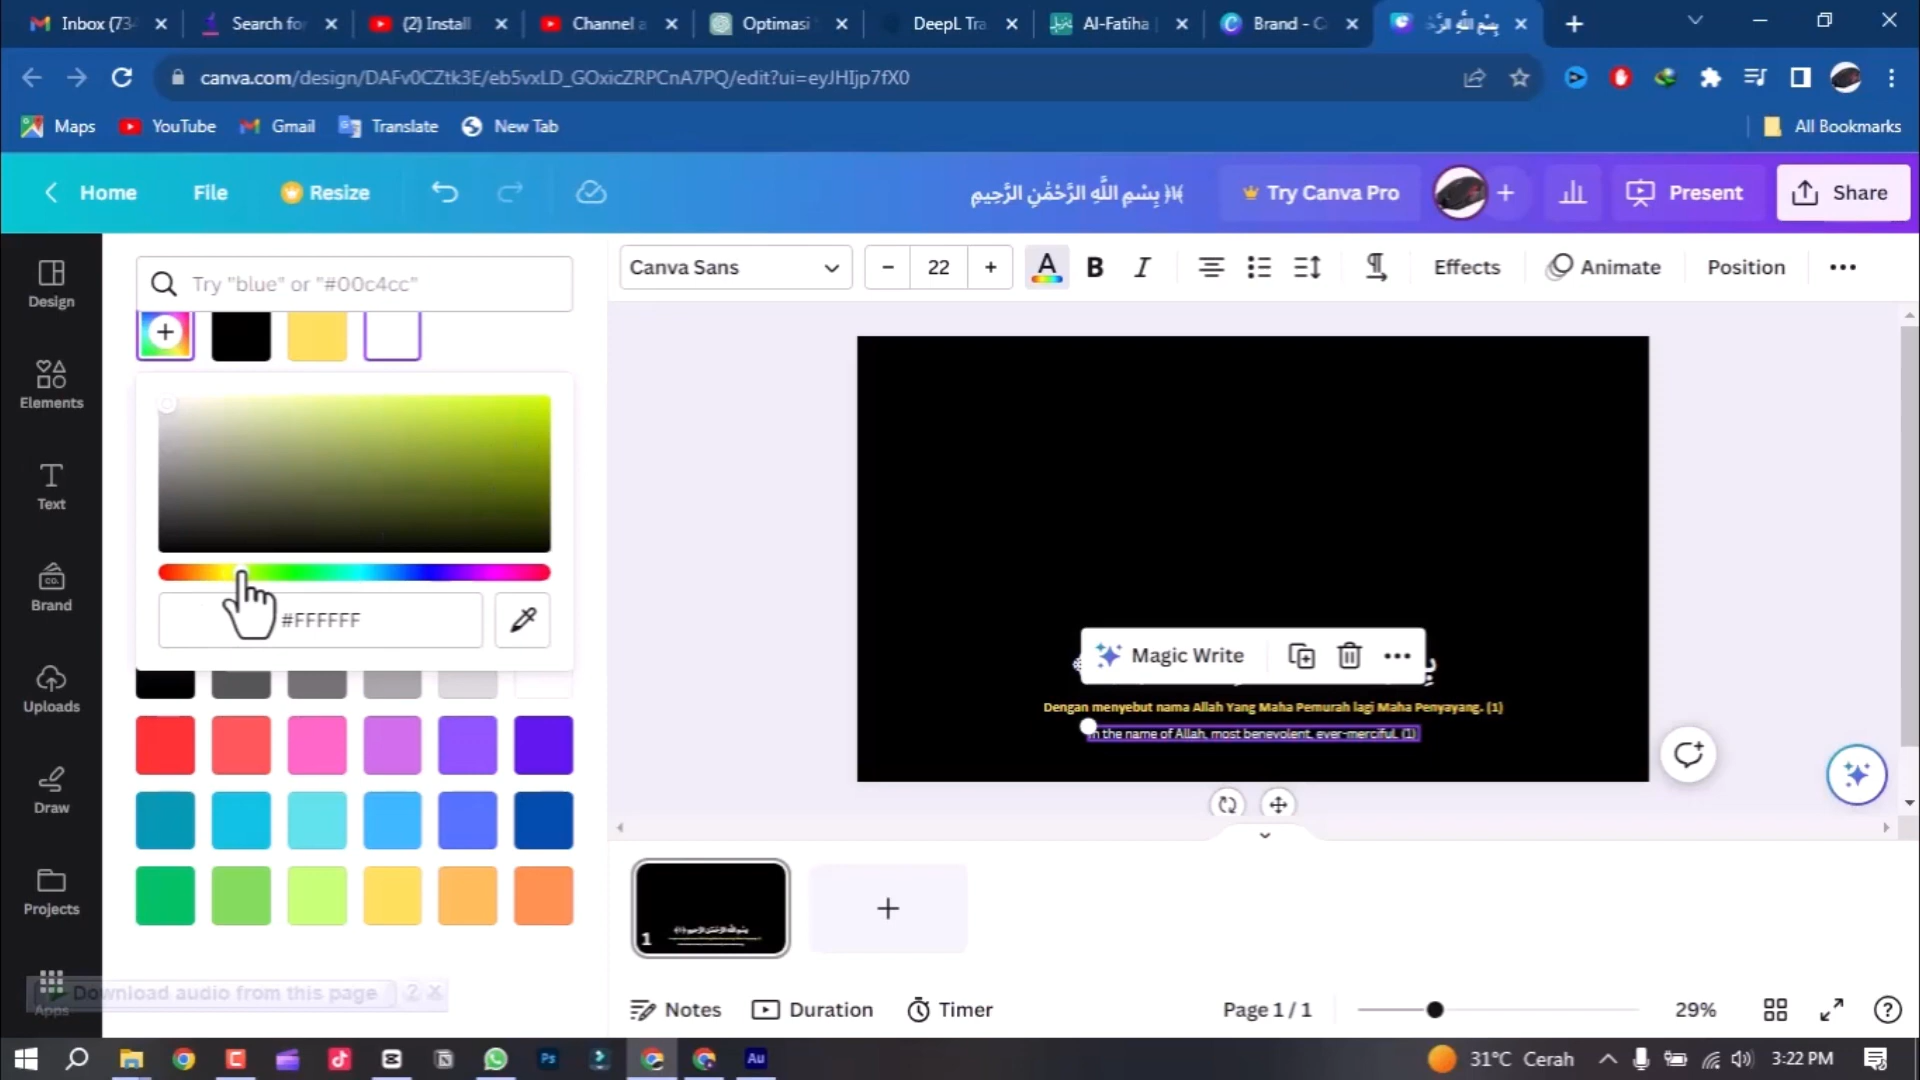 Inbox (73
Search for
(2) Install
Channel a
Optimasi
DeepL Tra
Al-Fatiha
Brand - C
بِسْمِ اللَّهِ الرَّحْ
canva.com/design/DAFv0CZtk3E/eb5vxLD_GOxicZRPCnA7PQ/edit?ui=eyJHIjp7fX0
Maps
YouTube
Gmail
Translate
New Tab
All Bookmarks
Home
File
Resize
بِسْمِ اللَّهِ الرَّحْمَٰنِ الرَّحِيمِ
Try Canva Pro
Present
Share
Try "blue" or "#00c4cc"
Canva Sans
22
A B I
Effects
Animate
Position
Design
Elements
Text
Brand
Uploads
Draw
Projects
Apps
#FFFFFF
Magic Write
Dengan menyebut nama Allah Yang Maha Pemurah lagi Maha Penyayang. (1)
In the name of Allah, most benevolent, ever-merciful. (1)
1
Download audio from this page
Notes
Duration
Timer
Page 1 / 1
29%
31°C Cerah
3:22 PM